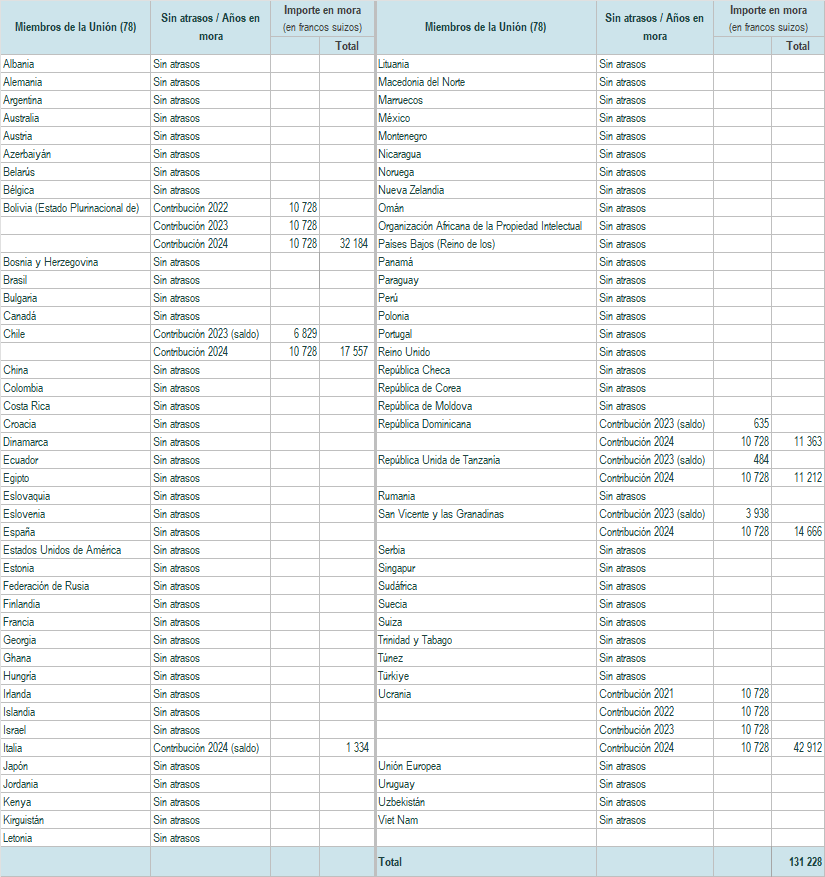 Miembros de la Unión (78) Sin atrasos / Años en mora Importe en mora (en francos suizos) Total
Albania Sin atrasos
Alemania Sin atrasos
Argentina Sin atrasos
Australia Sin atrasos
Austria Sin atrasos
Azerbaiyán Sin atrasos
Belarús Sin atrasos
Bélgica Sin atrasos
Bolivia (Estado Plurinacional de) Contribución 2022 10 728
Contribución 2023 10 728
Contribución 2024 10 728 32 184
Bosnia y Herzegovina Sin atrasos
Brasil Sin atrasos
Bulgaria Sin atrasos
Canadá Sin atrasos
Chile Contribución 2023 (saldo) 6 829
Contribución 2024 10 728 17 557
China Sin atrasos
Colombia Sin atrasos
Costa Rica Sin atrasos
Croacia Sin atrasos
Dinamarca Sin atrasos
Ecuador Sin atrasos
Egipto Sin atrasos
Eslovaquia Sin atrasos
Eslovenia Sin atrasos
España Sin atrasos
Estados Unidos de América Sin atrasos
Estonia Sin atrasos
Federación de Rusia Sin atrasos
Finlandia Sin atrasos
Francia Sin atrasos
Georgia Sin atrasos
Ghana Sin atrasos
Hungría Sin atrasos
Irlanda Sin atrasos
Islandia Sin atrasos
Israel Sin atrasos
Italia Contribución 2024 (saldo) 1 334
Japón Sin atrasos
Jordania Sin atrasos
Kenya Sin atrasos
Kirguistán Sin atrasos
Letonia Sin atrasos
Miembros de la Unión (78) Sin atrasos / Años en mora Importe en mora (en francos suizos) Total
Lituania Sin atrasos
Macedonia del Norte Sin atrasos
Marruecos Sin atrasos
México Sin atrasos
Montenegro Sin atrasos
Nicaragua Sin atrasos
Noruega Sin atrasos
Nueva Zelandia Sin atrasos
Omán Sin atrasos
Organización Africana de la Propiedad Intelectual Sin atrasos
Países Bajos (Reino de los) Sin atrasos
Panamá Sin atrasos
Paraguay Sin atrasos
Perú Sin atrasos
Polonia Sin atrasos
Portugal Sin atrasos
Reino Unido Sin atrasos
República Checa Sin atrasos
República de Corea Sin atrasos
República de Moldova Sin atrasos
República Dominicana Contribución 2023 (saldo) 635
Contribución 2024 10 728 11 363
República Unida de Tanzanía Contribución 2023 (saldo) 484
Contribución 2024 10 728 11 212
Rumania Sin atrasos
San Vicente y las Granadinas Contribución 2023 (saldo) 3 938
Contribución 2024 10 728 14 666
Serbia Sin atrasos
Singapur Sin atrasos
Sudáfrica Sin atrasos
Suecia Sin atrasos
Suiza Sin atrasos
Trinidad y Tabago Sin atrasos
Túnez Sin atrasos
Türkiye Sin atrasos
Ucrania Contribución 2021 10 728
Contribución 2022 10 728
Contribución 2023 10 728
Contribución 2024 10 728 42 912
Unión Europea Sin atrasos
Uruguay Sin atrasos
Uzbekistán Sin atrasos
Viet Nam Sin atrasos
Total 131 228